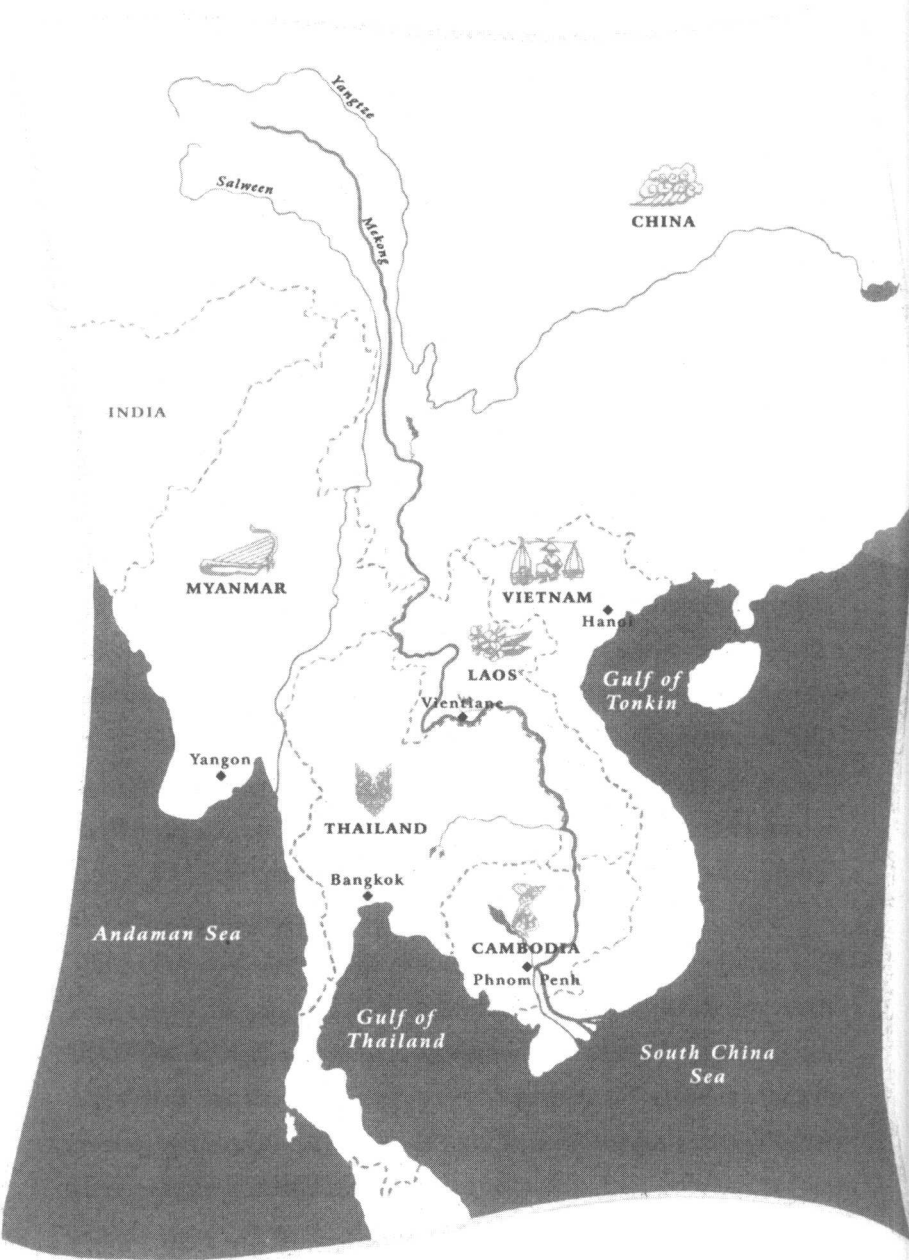 Yangtze
Salween
Mekong
CHINA
INDIA
MYANMAR
VIETNAM
Hanoi
LAOS
Gulf of
Tonkin
Vientiane
Yangon
THAILAND
Bangkok
Andaman Sea
CAMBODIA
Phnom Penh
Gulf of
Thailand
South China
Sea